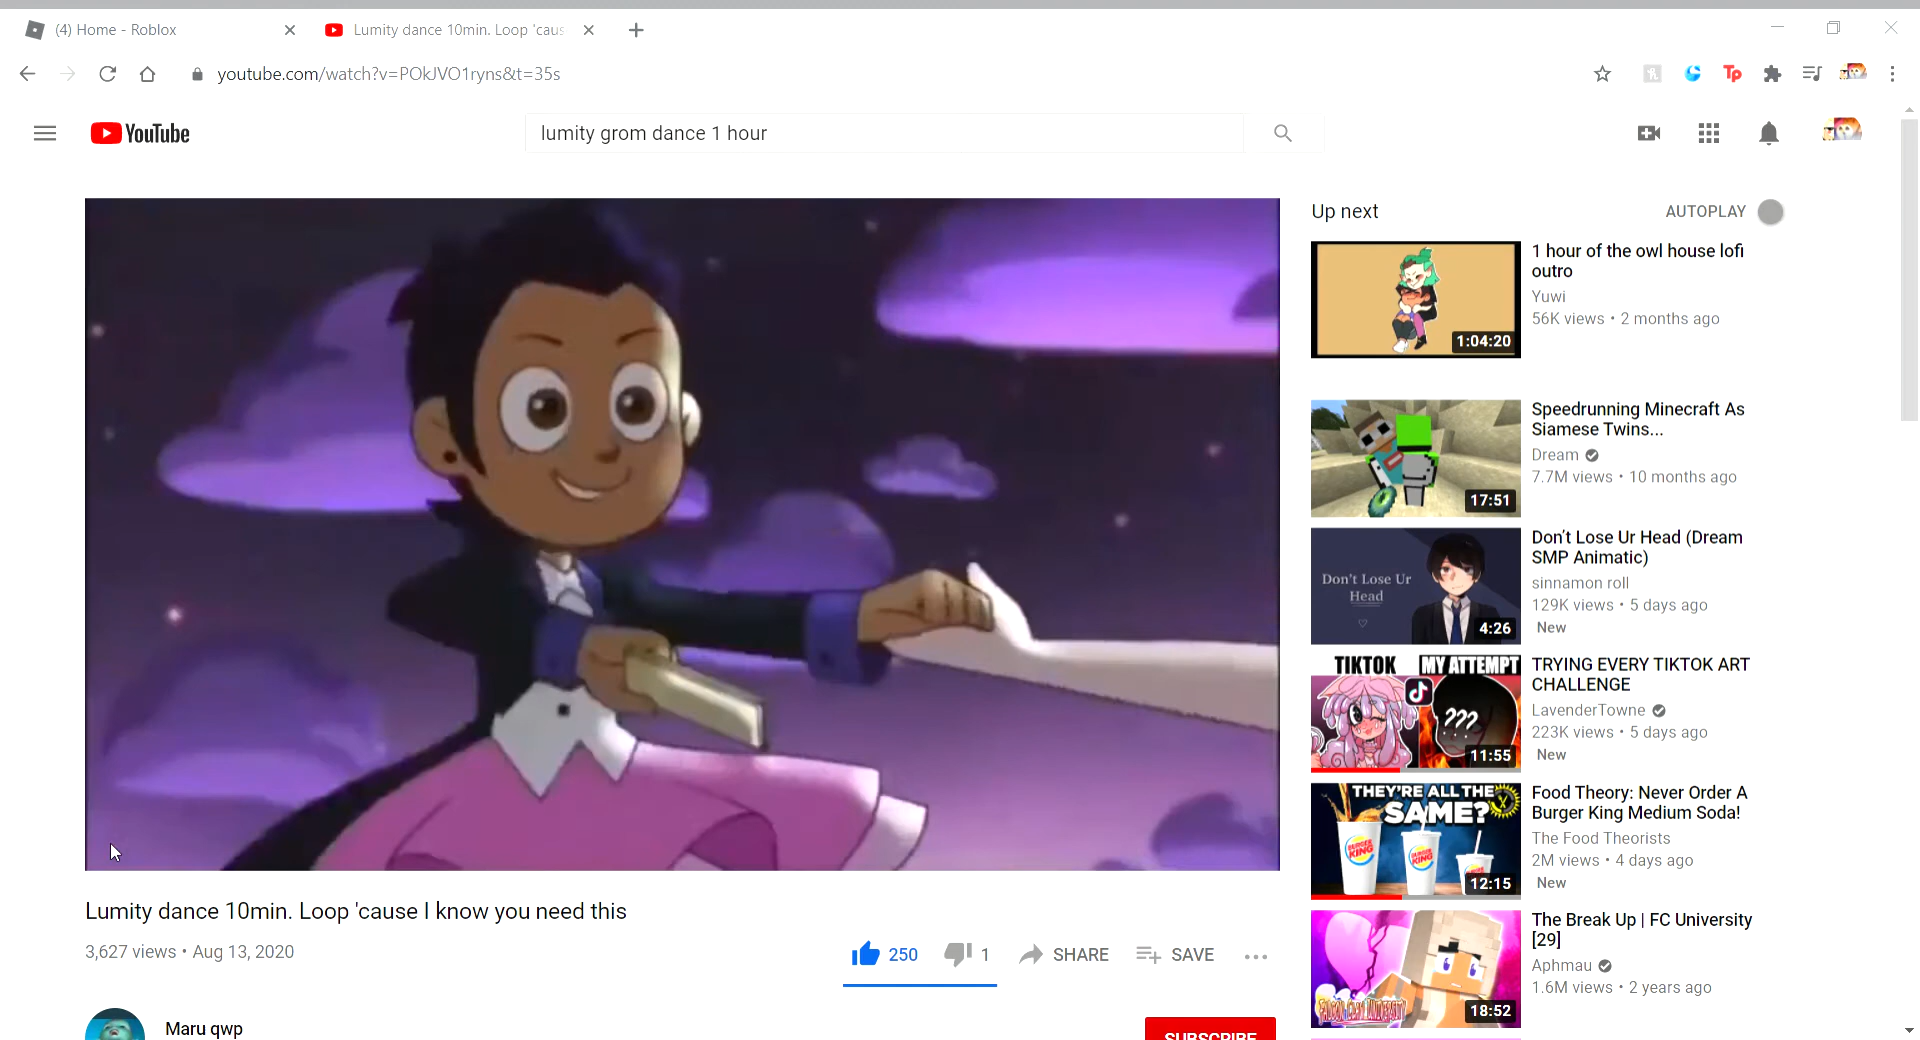 (4) Home - Roblox
Lumity dance 10min. Loop 'caus
youtube.com/watch?v=POkJVO1ryns&t=35s
Tp
YouTube
lumity grom dance 1 hour
Up next
AUTOPLAY
1 hour of the owl house lofi
outro
Yuwi
56K views • 2 months ago
1:04:20
Speedrunning Minecraft As
Siamese Twins...
Dream
7.7M views • 10 months ago
17:51
Don't Lose Ur Head (Dream
SMP Animatic)
sinnamon roll
129K views • 5 days ago
New
Don't Lose Ur
Head
4:26
TRYING EVERY TIKTOK ART
CHALLENGE
LavenderTowne
223K views • 5 days ago
New
TIKTOK
MY ATTEMPT
???
11:55
Food Theory: Never Order A
Burger King Medium Soda!
The Food Theorists
2M views • 4 days ago
New
THEY'RE ALL THE
SAME?
BURGER
KING
BURGER
KING
12:15
The Break Up | FC University
[29]
Aphmau
1.6M views • 2 years ago
18:52
Lumity dance 10min. Loop 'cause I know you need this
3,627 views • Aug 13, 2020
250
1
SHARE
SAVE
Maru qwp
SUBSCRIBE